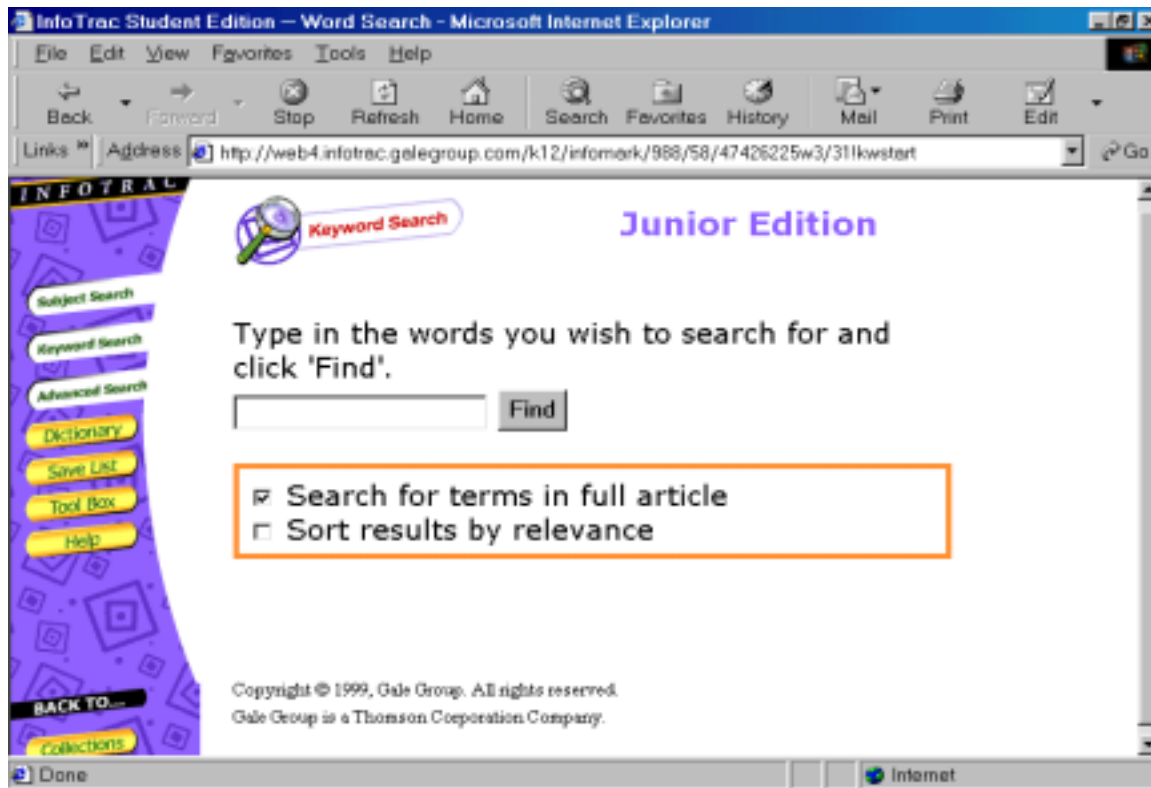 InfoTrac Student Edition — Word Search - Microsoft Internet Explorer
File Edit View Favorites Tools Help
Back Forward Stop Refresh Home Search Favorites History Mail Print Edit
Links » Address http://web4.infotrac.galegroup.com/k12/infomark/988/58/47426225w3/31!kwstart Go
INFOTRAC
Keyword Search
Junior Edition
Subject Search
Keyword Search
Advanced Search
Dictionary
Save List
Tool Box
Help
Type in the words you wish to search for and
click 'Find'.
Find
Search for terms in full article
Sort results by relevance
BACK TO....
Collections
Copyright © 1999, Gale Group. All rights reserved.
Gale Group is a Thomson Corporation Company.
Done Internet